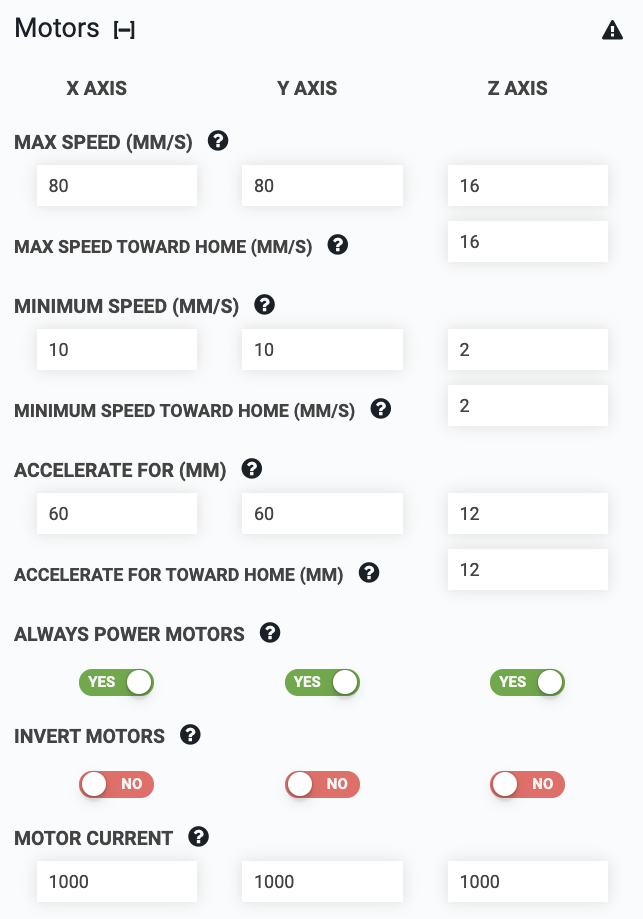 Motors [–]
X AXIS Y AXIS Z AXIS
MAX SPEED (MM/S) ?
80 80 16
MAX SPEED TOWARD HOME (MM/S) ? 16
MINIMUM SPEED (MM/S) ?
10 10 2
MINIMUM SPEED TOWARD HOME (MM/S) ? 2
ACCELERATE FOR (MM) ?
60 60 12
ACCELERATE FOR TOWARD HOME (MM) ? 12
ALWAYS POWER MOTORS ?
YES YES YES
INVERT MOTORS ?
NO NO NO
MOTOR CURRENT ?
1000 1000 1000